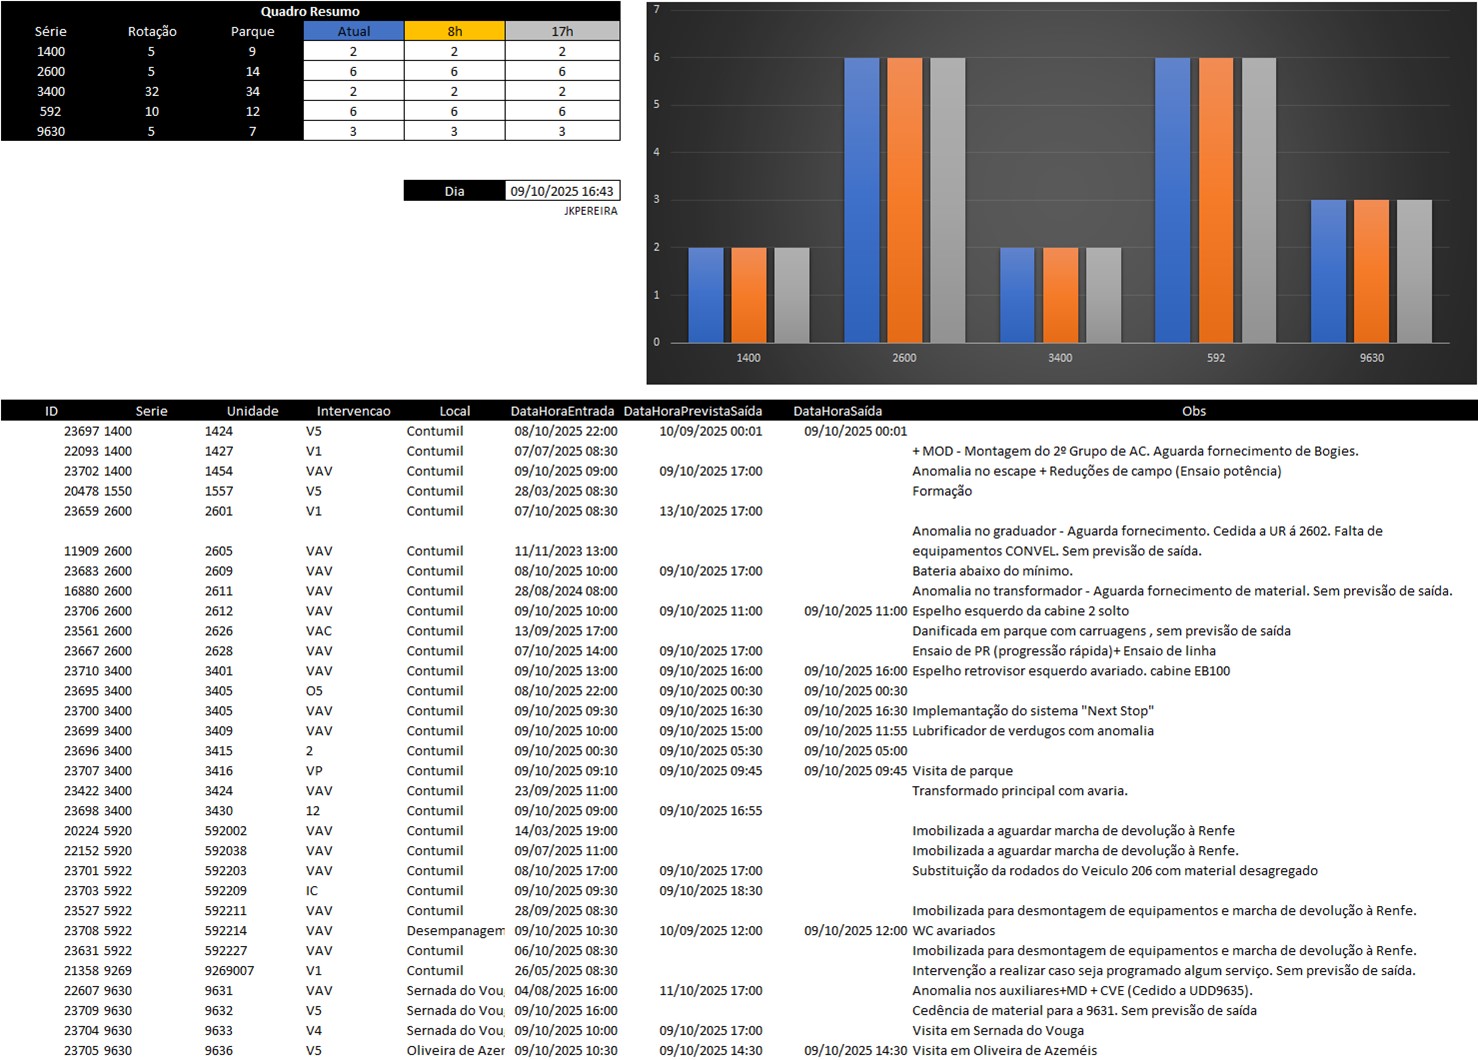 Quadro Resumo
Série Rotação Parque Atual 8h 17h
1400 5 9 2 2 2
2600 5 14 6 6 6
3400 32 34 2 2 2
592 10 12 6 6 6
9630 5 7 3 3 3
Dia 09/10/2025 16:43
JKPEREIRA
7
6
5
4
3
2
1
0
1400 2600 3400 592 9630
ID Serie Unidade Intervencao Local DataHoraEntrada DataHoraPrevistaSaída DataHoraSaída Obs
23697 1400 1424 V5 Contumil 08/10/2025 22:00 10/09/2025 00:01 09/10/2025 00:01
22093 1400 1427 V1 Contumil 07/07/2025 08:30 + MOD - Montagem do 2º Grupo de AC. Aguarda fornecimento de Bogies.
23702 1400 1454 VAV Contumil 09/10/2025 09:00 09/10/2025 17:00 Anomalia no escape + Reduções de campo (Ensaio potência)
20478 1550 1557 V5 Contumil 28/03/2025 08:30 Formação
23659 2600 2601 V1 Contumil 07/10/2025 08:30 13/10/2025 17:00
Anomalia no graduador - Aguarda fornecimento. Cedida a UR á 2602. Falta de
11909 2600 2605 VAV Contumil 11/11/2023 13:00 equipamentos CONVEL. Sem previsão de saída.
23683 2600 2609 VAV Contumil 08/10/2025 10:00 09/10/2025 17:00 Bateria abaixo do mínimo.
16880 2600 2611 VAV Contumil 28/08/2024 08:00 Anomalia no transformador - Aguarda fornecimento de material. Sem previsão de saída.
23706 2600 2612 VAV Contumil 09/10/2025 10:00 09/10/2025 11:00 09/10/2025 11:00 Espelho esquerdo da cabine 2 solto
23561 2600 2626 VAC Contumil 13/09/2025 17:00 Danificada em parque com carruagens , sem previsão de saída
23667 2600 2628 VAV Contumil 07/10/2025 14:00 09/10/2025 17:00 Ensaio de PR (progressão rápida)+ Ensaio de linha
23710 3400 3401 VAV Contumil 09/10/2025 13:00 09/10/2025 16:00 09/10/2025 16:00 Espelho retrovisor esquerdo avariado. cabine EB100
23695 3400 3405 O5 Contumil 08/10/2025 22:00 09/10/2025 00:30 09/10/2025 00:30
23700 3400 3405 VAV Contumil 09/10/2025 09:30 09/10/2025 16:30 09/10/2025 16:30 Implemantação do sistema "Next Stop"
23699 3400 3409 VAV Contumil 09/10/2025 10:00 09/10/2025 15:00 09/10/2025 11:55 Lubrificador de verdugos com anomalia
23696 3400 3415 2 Contumil 09/10/2025 00:30 09/10/2025 05:30 09/10/2025 05:00
23707 3400 3416 VP Contumil 09/10/2025 09:10 09/10/2025 09:45 09/10/2025 09:45 Visita de parque
23422 3400 3424 VAV Contumil 23/09/2025 11:00 Transformado principal com avaria.
23698 3400 3430 12 Contumil 09/10/2025 09:00 09/10/2025 16:55
20224 5920 592002 VAV Contumil 14/03/2025 19:00 Imobilizada a aguardar marcha de devolução à Renfe
22152 5920 592038 VAV Contumil 09/07/2025 11:00 Imobilizada a aguardar marcha de devolução à Renfe.
23701 5922 592203 VAV Contumil 08/10/2025 17:00 09/10/2025 17:00 Substituição da rodados do Veiculo 206 com material desagregado
23703 5922 592209 IC Contumil 09/10/2025 09:30 09/10/2025 18:30
23527 5922 592211 VAV Contumil 28/09/2025 08:30 Imobilizada para desmontagem de equipamentos e marcha de devolução à Renfe.
23708 5922 592214 VAV Desempanagem 09/10/2025 10:30 10/09/2025 12:00 09/10/2025 12:00 WC avariados
23631 5922 592227 VAV Contumil 06/10/2025 08:30 Imobilizada para desmontagem de equipamentos e marcha de devolução à Renfe.
21358 9269 9269007 V1 Contumil 26/05/2025 08:30 Intervenção a realizar caso seja programado algum serviço. Sem previsão de saída.
22607 9630 9631 VAV Sernada do Vou 04/08/2025 16:00 11/10/2025 17:00 Anomalia nos auxiliares+MD + CVE (Cedido a UDD9635).
23709 9630 9632 V5 Sernada do Vou 09/10/2025 16:00 Cedência de material para a 9631. Sem previsão de saída
23704 9630 9633 V4 Sernada do Vou 09/10/2025 10:00 09/10/2025 17:00 Visita em Sernada do Vouga
23705 9630 9636 V5 Oliveira de Azer 09/10/2025 10:30 09/10/2025 14:30 09/10/2025 14:30 Visita em Oliveira de Azeméis